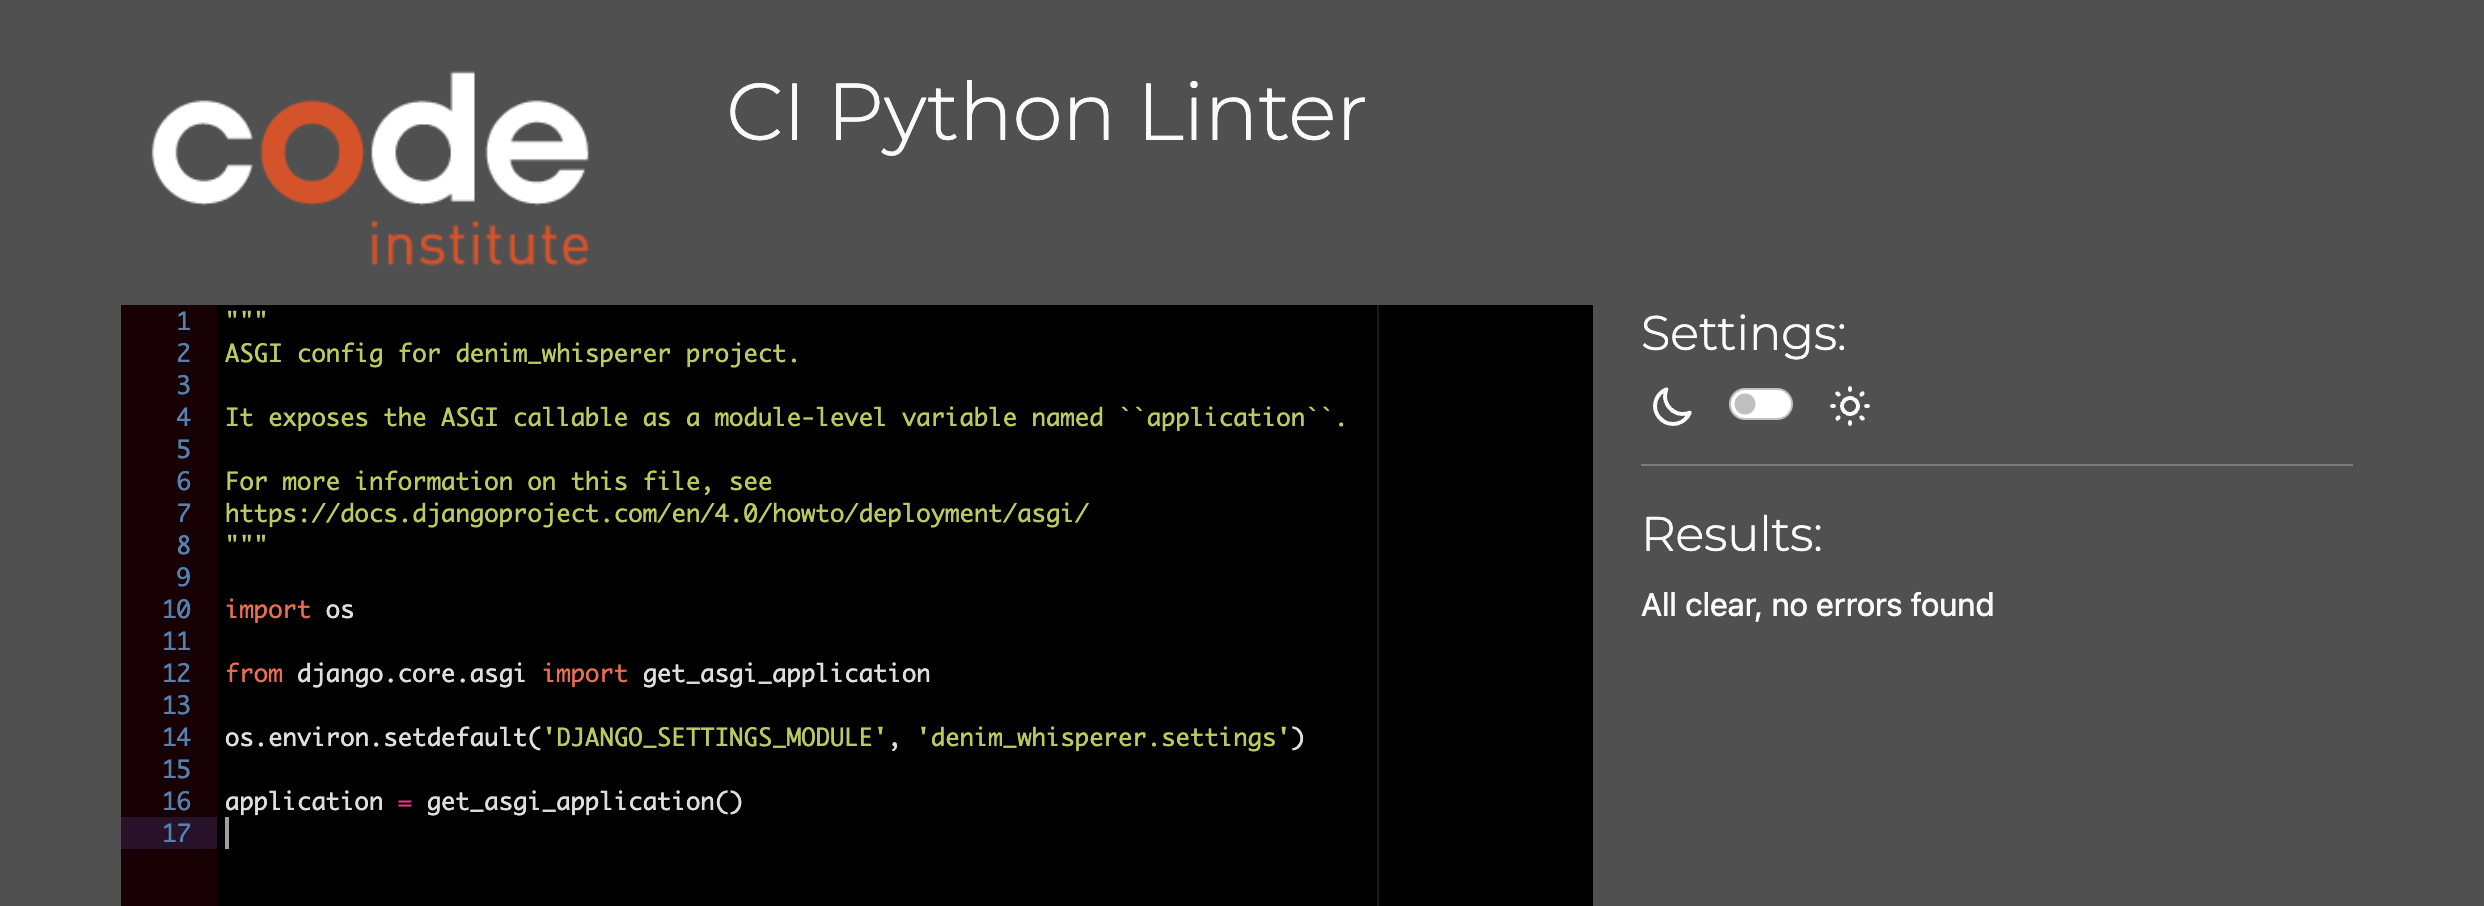 code
institute
CI Python Linter
1 """
2 ASGI config for denim_whisperer project.
3
4 It exposes the ASGI callable as a module-level variable named ``application``.
5
6 For more information on this file, see
7 https://docs.djangoproject.com/en/4.0/howto/deployment/asgi/
8 """
9
10 import os
11
12 from django.core.asgi import get_asgi_application
13
14 os.environ.setdefault('DJANGO_SETTINGS_MODULE', 'denim_whisperer.settings')
15
16 application = get_asgi_application()
17
Settings:
Results:
All clear, no errors found